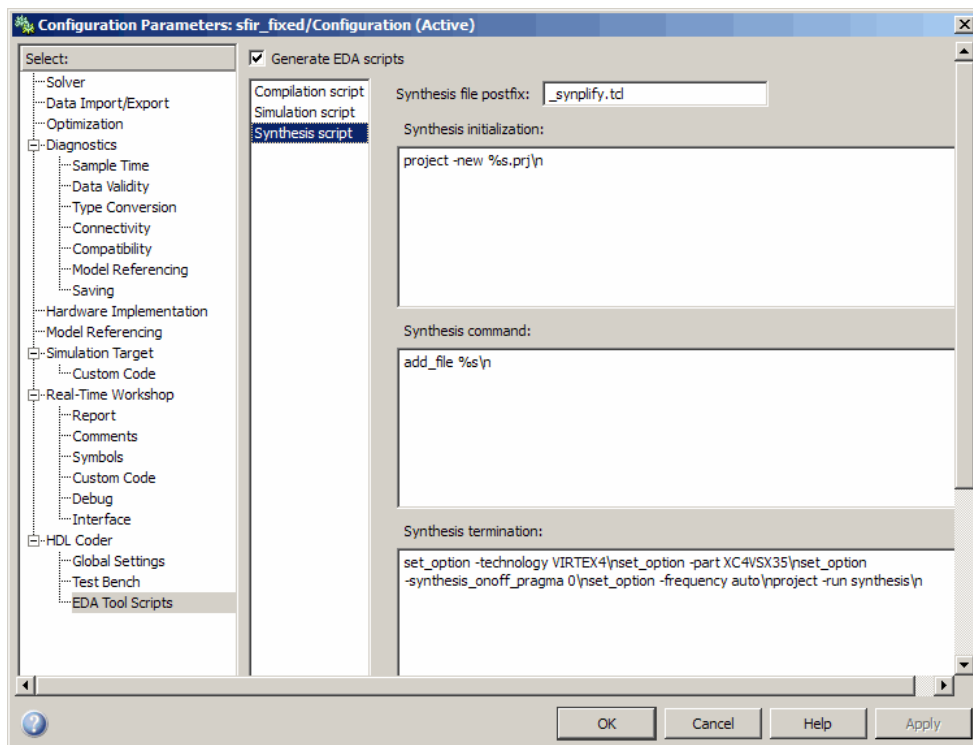 Configuration Parameters: sfir_fixed/Configuration (Active)
Select:
Solver
Data Import/Export
Optimization
Diagnostics
Sample Time
Data Validity
Type Conversion
Connectivity
Compatibility
Model Referencing
Saving
Hardware Implementation
Model Referencing
Simulation Target
Custom Code
Real-Time Workshop
Report
Comments
Symbols
Custom Code
Debug
Interface
HDL Coder
Global Settings
Test Bench
EDA Tool Scripts
Generate EDA scripts
Compilation script
Simulation script
Synthesis script
Synthesis file postfix: _synplify.tcl
Synthesis initialization:
project -new %s.prj\n
Synthesis command:
add_file %s\n
Synthesis termination:
set_option -technology VIRTEX4\nset_option -part XC4VSX35\nset_option
-synthesis_onoff_pragma 0\nset_option -frequency auto\nproject -run synthesis\n
OK Cancel Help Apply